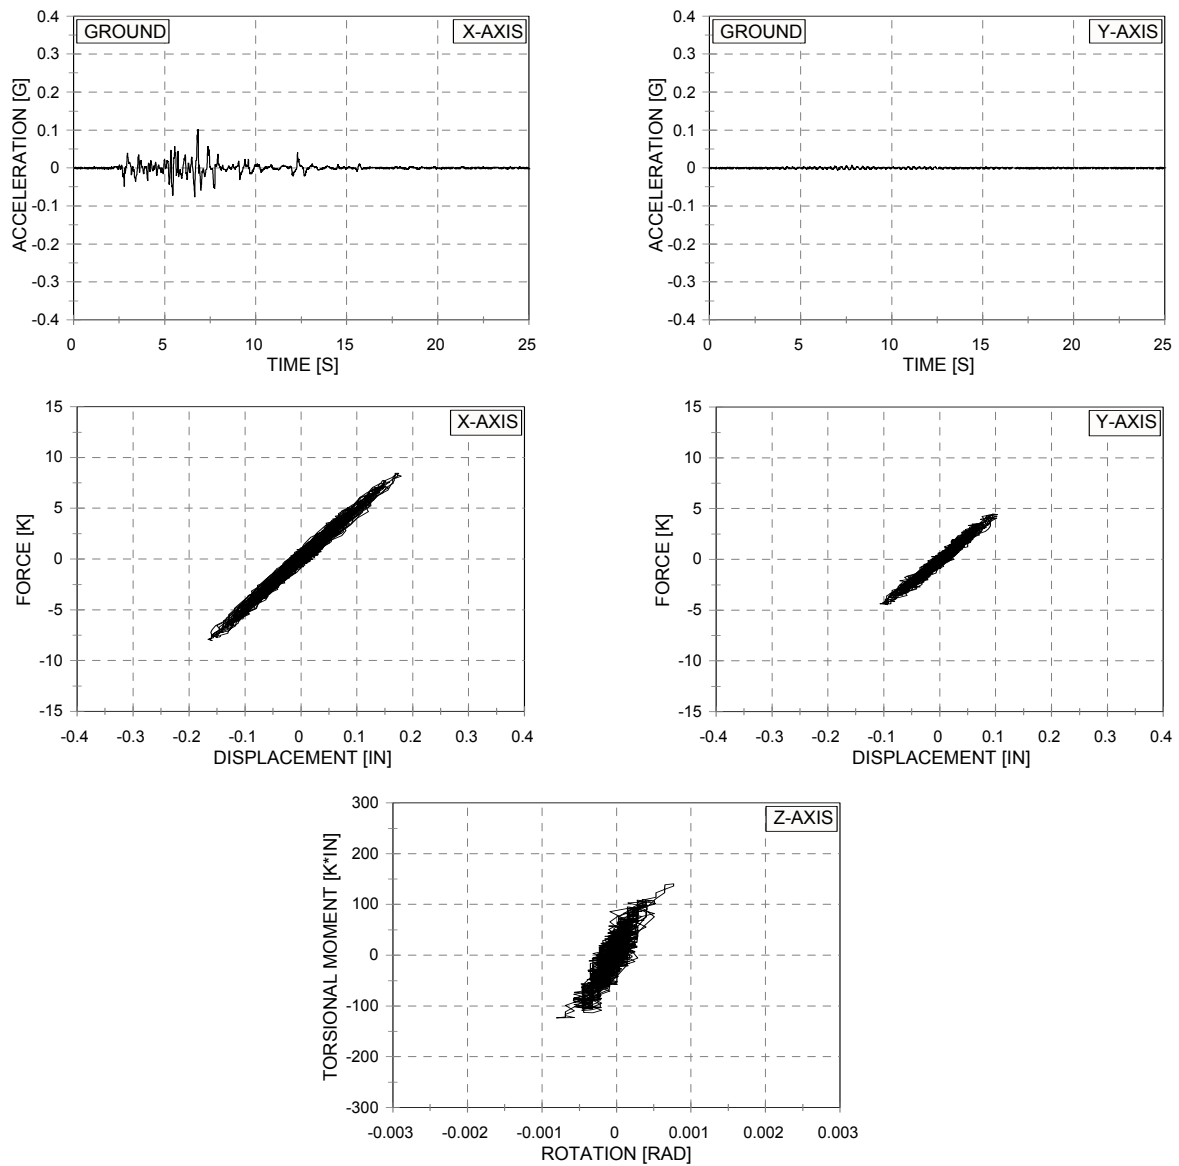 0.4
0.3
0.2
0.1
0
-0.1
-0.2
-0.3
-0.4
ACCELERATION [G]
GROUND
X-AXIS
0 5 10 15 20 25
TIME [S]
0.4
0.3
0.2
0.1
0
-0.1
-0.2
-0.3
-0.4
ACCELERATION [G]
GROUND
Y-AXIS
0 5 10 15 20 25
TIME [S]
15
10
5
0
-5
-10
-15
FORCE [K]
X-AXIS
-0.4 -0.3 -0.2 -0.1 0 0.1 0.2 0.3 0.4
DISPLACEMENT [IN]
15
10
5
0
-5
-10
-15
FORCE [K]
Y-AXIS
-0.4 -0.3 -0.2 -0.1 0 0.1 0.2 0.3 0.4
DISPLACEMENT [IN]
300
200
100
0
-100
-200
-300
TORSIONAL MOMENT [K*IN]
Z-AXIS
-0.003 -0.002 -0.001 0 0.001 0.002 0.003
ROTATION [RAD]